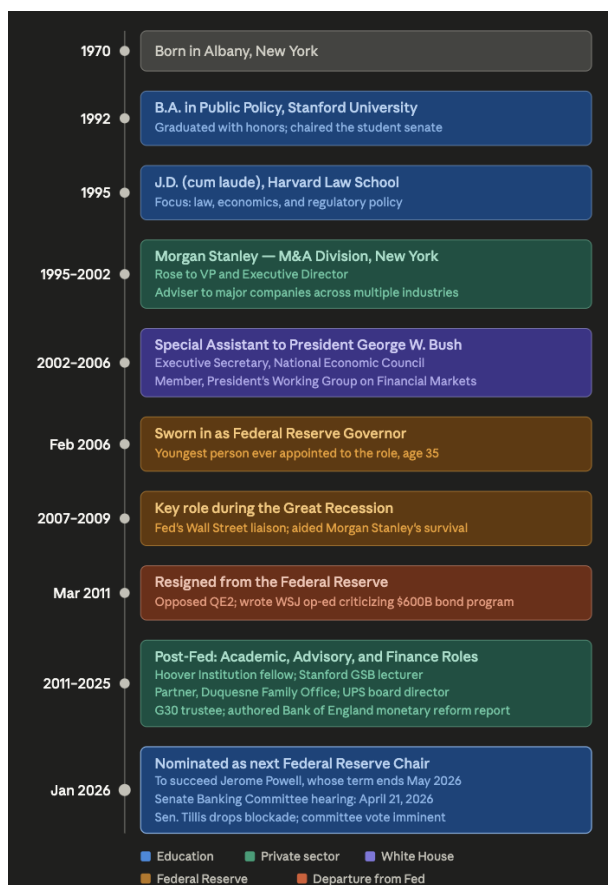 1970
Born in Albany, New York
1992
B.A. in Public Policy, Stanford University
Graduated with honors; chaired the student senate
1995
J.D. (cum laude), Harvard Law School
Focus: law, economics, and regulatory policy
1995–2002
Morgan Stanley — M&A Division, New York
Rose to VP and Executive Director
Adviser to major companies across multiple industries
2002–2006
Special Assistant to President George W. Bush
Executive Secretary, National Economic Council
Member, President's Working Group on Financial Markets
Feb 2006
Sworn in as Federal Reserve Governor
Youngest person ever appointed to the role, age 35
2007–2009
Key role during the Great Recession
Fed's Wall Street liaison; aided Morgan Stanley's survival
Mar 2011
Resigned from the Federal Reserve
Opposed QE2; wrote WSJ op-ed criticizing $600B bond program
2011–2025
Post-Fed: Academic, Advisory, and Finance Roles
Hoover Institution fellow; Stanford GSB lecturer
Partner, Duquesne Family Office; UPS board director
G30 trustee; authored Bank of England monetary reform report
Jan 2026
Nominated as next Federal Reserve Chair
To succeed Jerome Powell, whose term ends May 2026
Senate Banking Committee hearing: April 21, 2026
Sen. Tillis drops blockade; committee vote imminent
Education
Private sector
White House
Federal Reserve
Departure from Fed